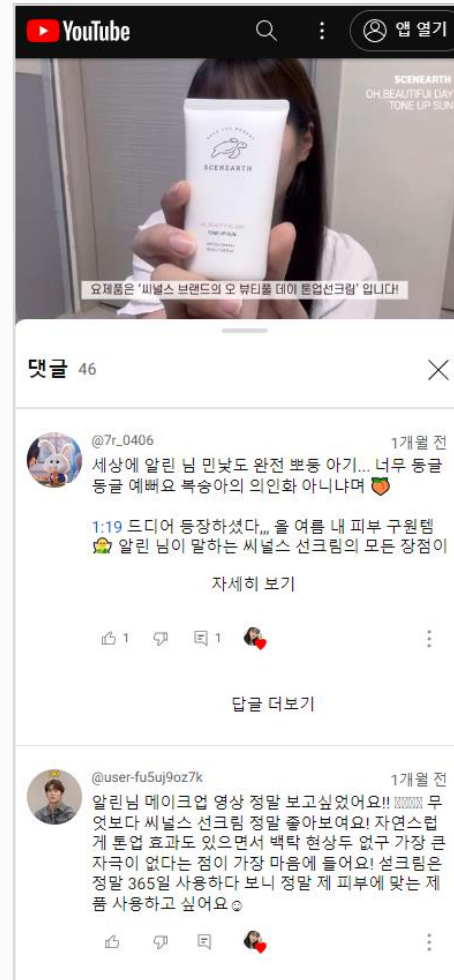 YouTube
앱 열기
SCENEARTH
OH, BEAUTIFUL DAY
TONE UP SUN
SCENEARTH
TONE UP SUN
요제품은 '씨널스 브랜드의 오 뷰티풀 데이 톤업선크림' 입니다!
댓글 46
@7r_0406
1개월 전
세상에 알린 님 민낯도 완전 뽀둥 아기... 너무 동글
동글 예뻐요 복숭아의 의인화 아니냐며 🍑
1:19 드디어 등장하셨다,,, 올 여름 내 피부 구원템
🐥 알린 님이 말하는 씨널스 선크림의 모든 장점이
자세히 보기
1
1
답글 더보기
@user-fu5uj9oz7k
1개월 전
알린님 메이크업 영상 정말 보고싶었어요!! 무
엇보다 씨널스 선크림 정말 좋아보여요! 자연스럽
게 톤업 효과도 있으면서 백탁 현상두 없구 가장 큰
자극이 없다는 점이 가장 마음에 들어요! 섣크림은
정말 365일 사용하다 보니 정말 제 피부에 맞는 제
품 사용하고 싶어요☺